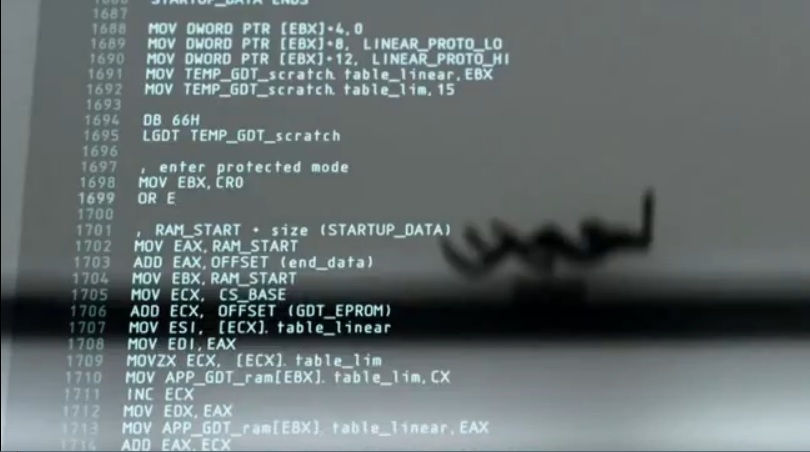 STARTUP_DATA ENDS
1687
1688 MOV DWORD PTR [EBX]+4, 0
1689 MOV DWORD PTR [EBX]+8, LINEAR_PROTO_LO
1690 MOV DWORD PTR [EBX]+12, LINEAR_PROTO_HI
1691 MOV TEMP_GDT_scratch. table_linear, EBX
1692 MOV TEMP_GDT_scratch. table_lim, 15
1693
1694 DB 66H
1695 LGDT TEMP_GDT_scratch
1696
1697 , enter protected mode
1698 MOV EBX, CR0
1699 OR E
1700
1701 , RAM_START + size (STARTUP_DATA)
1702 MOV EAX, RAM_START
1703 ADD EAX, OFFSET (end_data)
1704 MOV EBX, RAM_START
1705 MOV ECX, CS_BASE
1706 ADD ECX, OFFSET (GDT_EPROM)
1707 MOV ESI, [ECX]. table_linear
1708 MOV EDI, EAX
1709 MOVZX ECX, [ECX]. table_lim
1710 MOV APP_GDT_ram[EBX]. table_lim, CX
1711 INC ECX
1712 MOV EDX, EAX
1713 MOV APP_GDT_ram[EBX]. table_linear, EAX
1714 ADD EAX, ECX